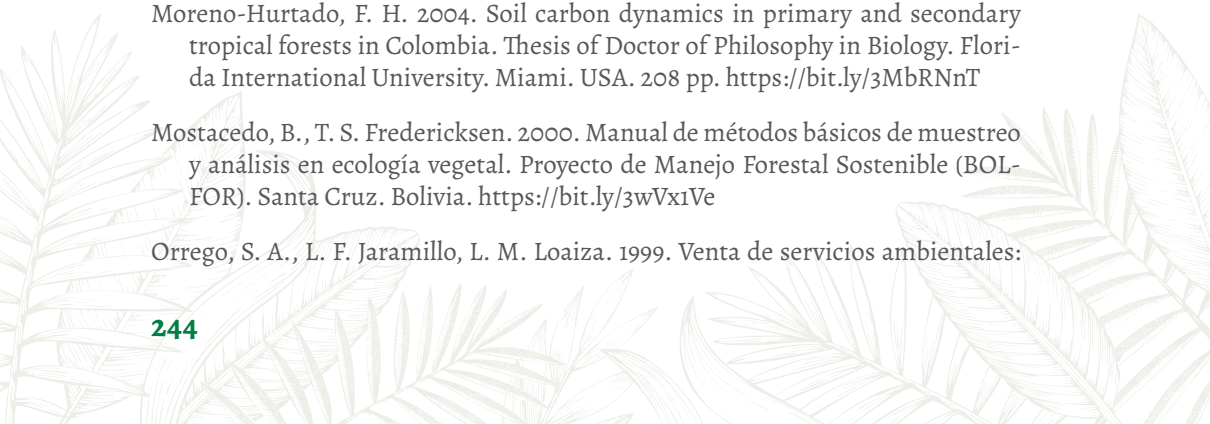 Moreno-Hurtado, F. H. 2004. Soil carbon dynamics in primary and secondary
tropical forests in Colombia. Thesis of Doctor of Philosophy in Biology. Flori-
da International University. Miami. USA. 208 pp. https://bit.ly/3MbRNnT
Mostacedo, B., T. S. Fredericksen. 2000. Manual de métodos básicos de muestreo
y análisis en ecología vegetal. Proyecto de Manejo Forestal Sostenible (BOL-
FOR). Santa Cruz. Bolivia. https://bit.ly/3wVx1Ve
Orrego, S. A., L. F. Jaramillo, L. M. Loaiza. 1999. Venta de servicios ambientales:
244